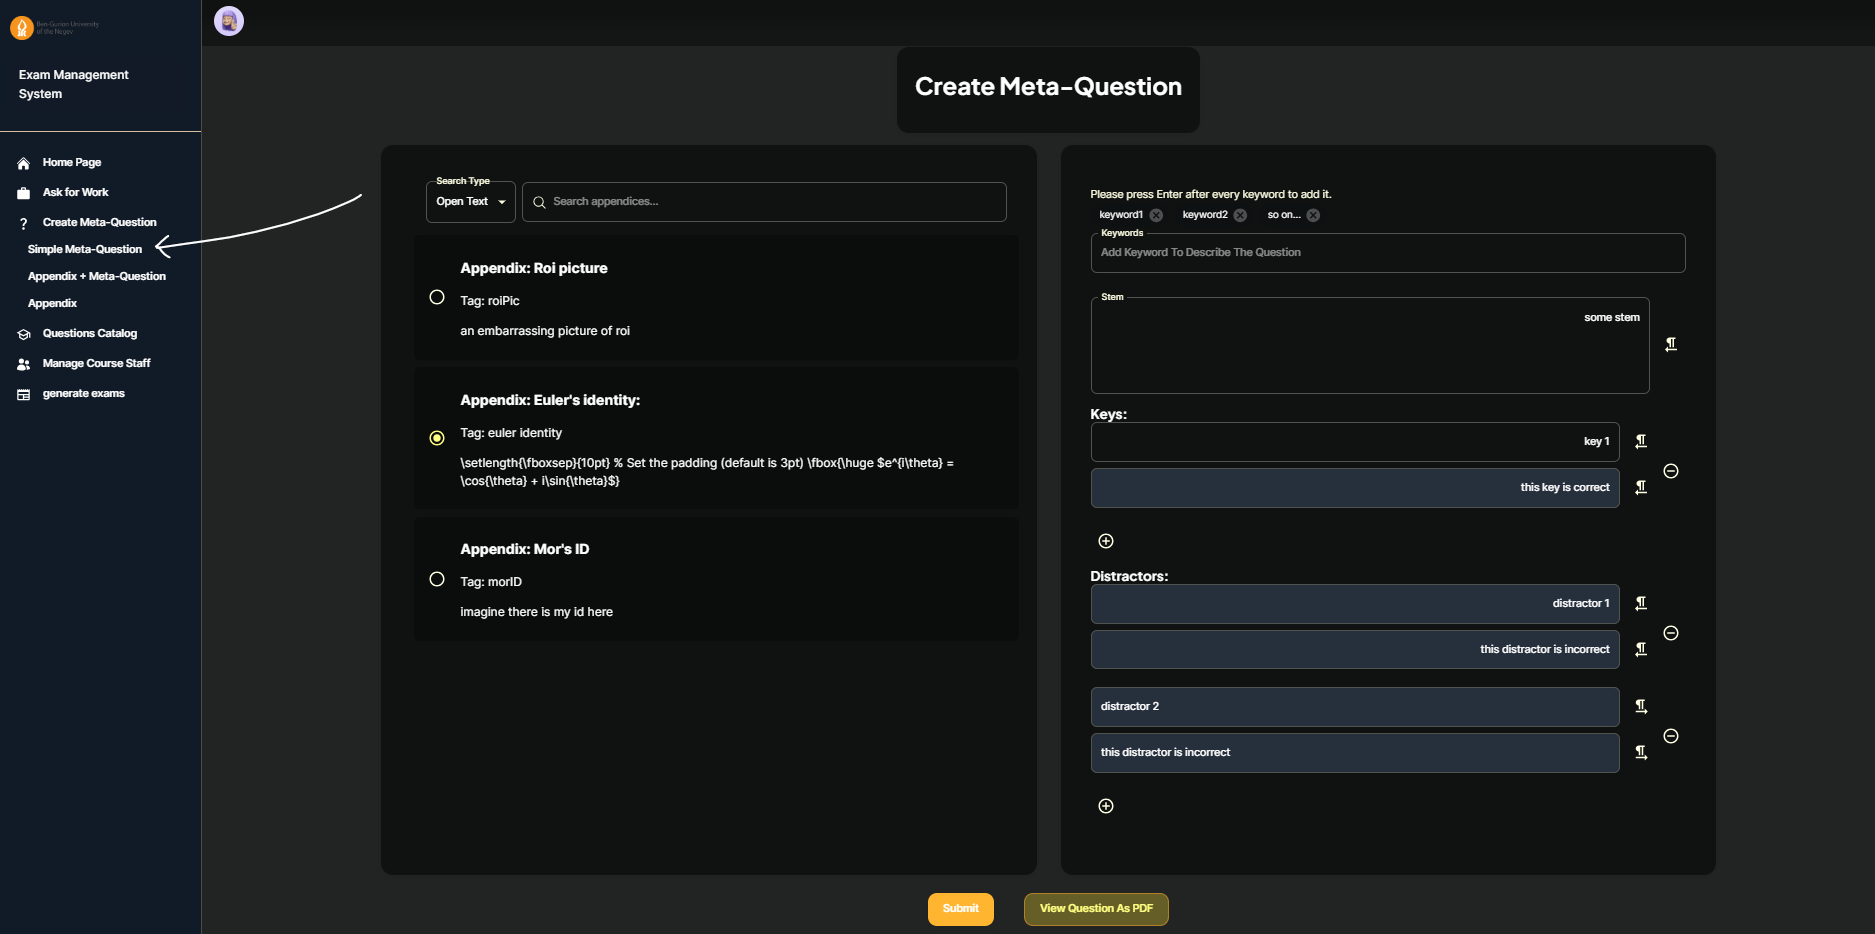 Ben-Gurion University
of the Negev
Exam Management
System
Home Page
Ask for Work
Create Meta-Question
Simple Meta-Question
Appendix + Meta-Question
Appendix
Questions Catalog
Manage Course Staff
generate exams
Create Meta-Question
Search Type
Open Text
Search appendices...
Appendix: Roi picture
Tag: roiPic
an embarrassing picture of roi
Appendix: Euler's identity:
Tag: euler identity
\setlength{\fboxsep}{10pt} % Set the padding (default is 3pt) \fbox{\huge $e^{i\theta} =
\cos{\theta} + i\sin{\theta}$}
Appendix: Mor's ID
Tag: morID
imagine there is my id here
Please press Enter after every keyword to add it.
keyword1 keyword2 so on...
Keywords
Add Keyword To Describe The Question
Stem
some stem
Keys:
key 1
this key is correct
Distractors:
distractor 1
this distractor is incorrect
distractor 2
this distractor is incorrect
Submit
View Question As PDF